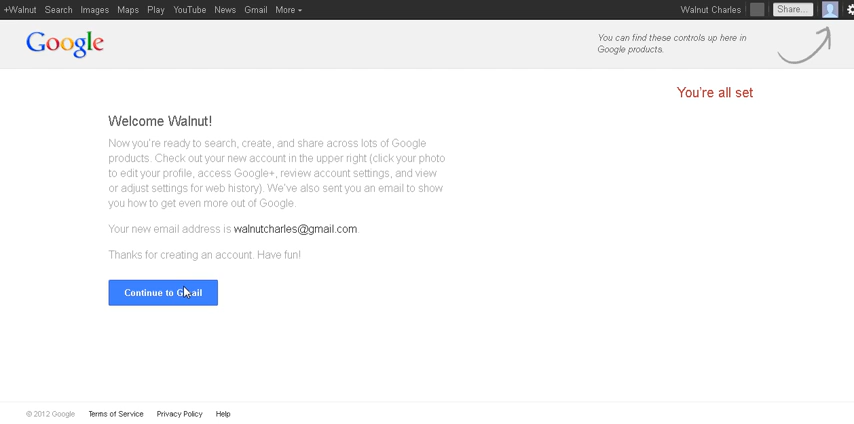 +Walnut Search Images Maps Play YouTube News Gmail More
Walnut Charles Share...
Google
You can find these controls up here in
Google products.
You're all set
Welcome Walnut!
Now you're ready to search, create, and share across lots of Google
products. Check out your new account in the upper right (click your photo
to edit your profile, access Google+, review account settings, and view
or adjust settings for web history). We've also sent you an email to show
you how to get even more out of Google.
Your new email address is walnutcharles@gmail.com.
Thanks for creating an account. Have fun!
Continue to Gmail
© 2012 Google Terms of Service Privacy Policy Help